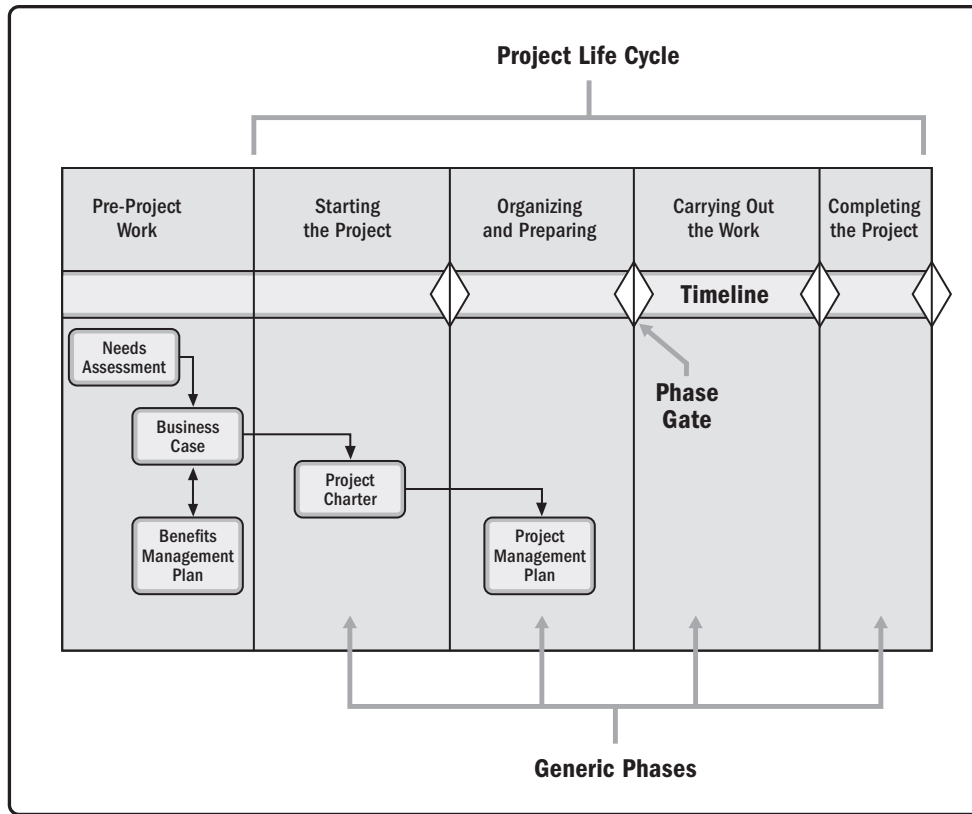 Project Life Cycle
Pre-Project
Work
Starting
the Project
Organizing
and Preparing
Carrying Out
the Work
Completing
the Project
Timeline
Needs
Assessment
Business
Case
Benefits
Management
Plan
Project
Charter
Project
Management
Plan
Phase
Gate
Generic Phases